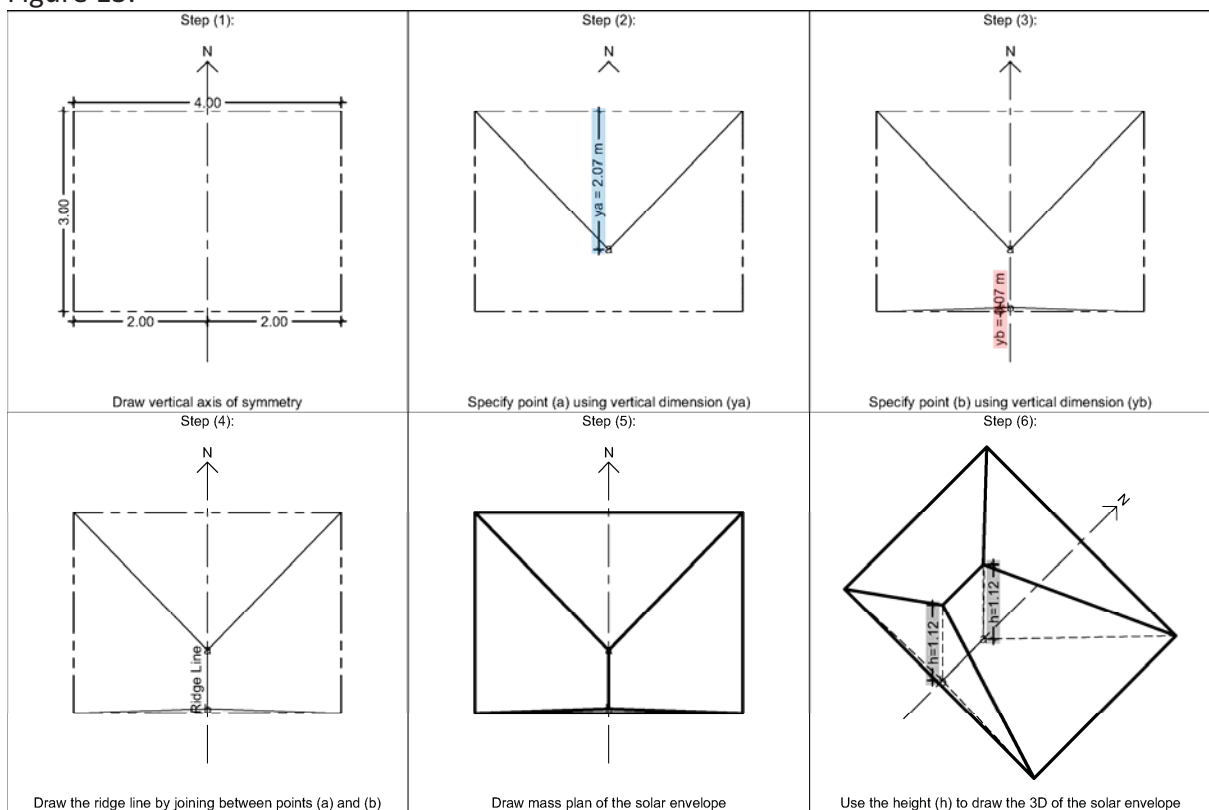 Step (1):
N
4.00
3.00
2.00
2.00
Draw vertical axis of symmetry
Step (2):
N
ya = 2.07 m
a
Specify point (a) using vertical dimension (ya)
Step (3):
N
a
yb = 0.07 m
b
Specify point (b) using vertical dimension (yb)
Step (4):
N
a
Ridge Line
b
Draw the ridge line by joining between points (a) and (b)
Step (5):
N
Draw mass plan of the solar envelope
Step (6):
N
h=1.12
h=1.12
a
Use the height (h) to draw the 3D of the solar envelope